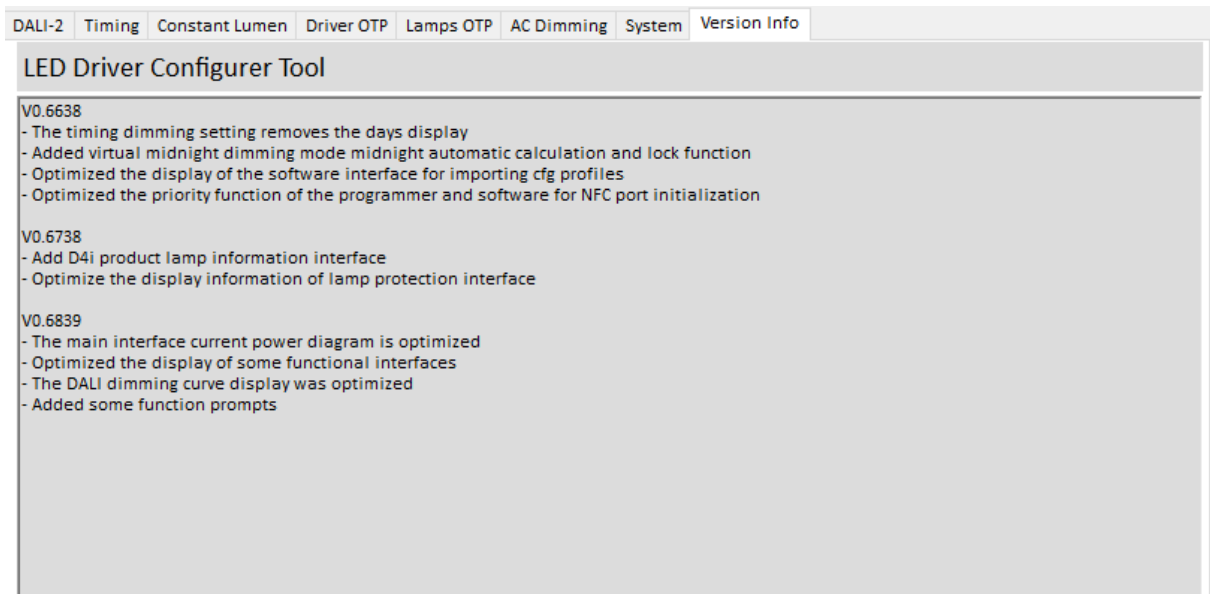 DALI-2 Timing Constant Lumen Driver OTP Lamps OTP AC Dimming System Version Info
LED Driver Configurer Tool
V0.6638
- The timing dimming setting removes the days display
- Added virtual midnight dimming mode midnight automatic calculation and lock function
- Optimized the display of the software interface for importing cfg profiles
- Optimized the priority function of the programmer and software for NFC port initialization
V0.6738
- Add D4i product lamp information interface
- Optimize the display information of lamp protection interface
V0.6839
- The main interface current power diagram is optimized
- Optimized the display of some functional interfaces
- The DALI dimming curve display was optimized
- Added some function prompts